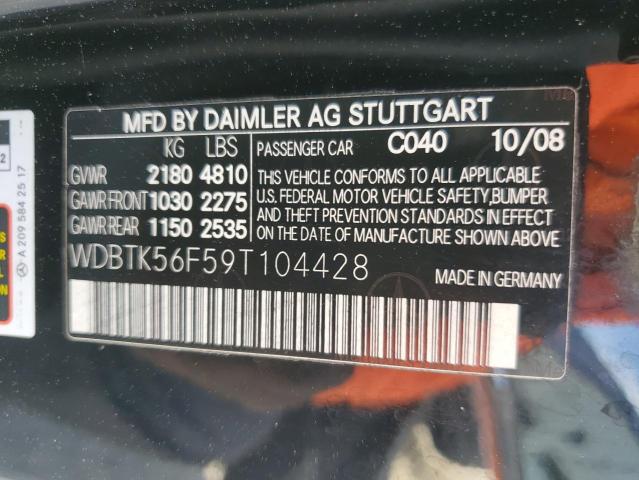 MFD BY DAIMLER AG STUTTGART
KG LBS
PASSENGER CAR C040 10/08
GVWR 2180 4810
GAWR FRONT 1030 2275
GAWR REAR 1150 2535
THIS VEHICLE CONFORMS TO ALL APPLICABLE
U.S. FEDERAL MOTOR VEHICLE SAFETY, BUMPER
AND THEFT PREVENTION STANDARDS IN EFFECT
ON THE DATE OF MANUFACTURE SHOWN ABOVE.
WDBTK56F59T104428
MADE IN GERMANY
A 209 584 25 17
2